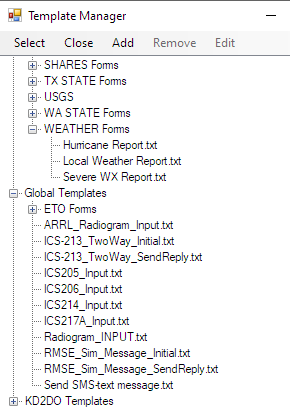 Template Manager
Select Close Add Remove Edit
SHARES Forms
TX STATE Forms
USGS
WA STATE Forms
WEATHER Forms
Hurricane Report.txt
Local Weather Report.txt
Severe WX Report.txt
Global Templates
ETO Forms
ARRL_Radiogram_Input.txt
ICS-213_TwoWay_Initial.txt
ICS-213_TwoWay_SendReply.txt
ICS205_Input.txt
ICS206_Input.txt
ICS214_Input.txt
ICS217A_Input.txt
Radiogram_INPUT.txt
RMSE_Sim_Message_Initial.txt
RMSE_Sim_Message_SendReply.txt
Send SMS-text message.txt
KD2DO Templates